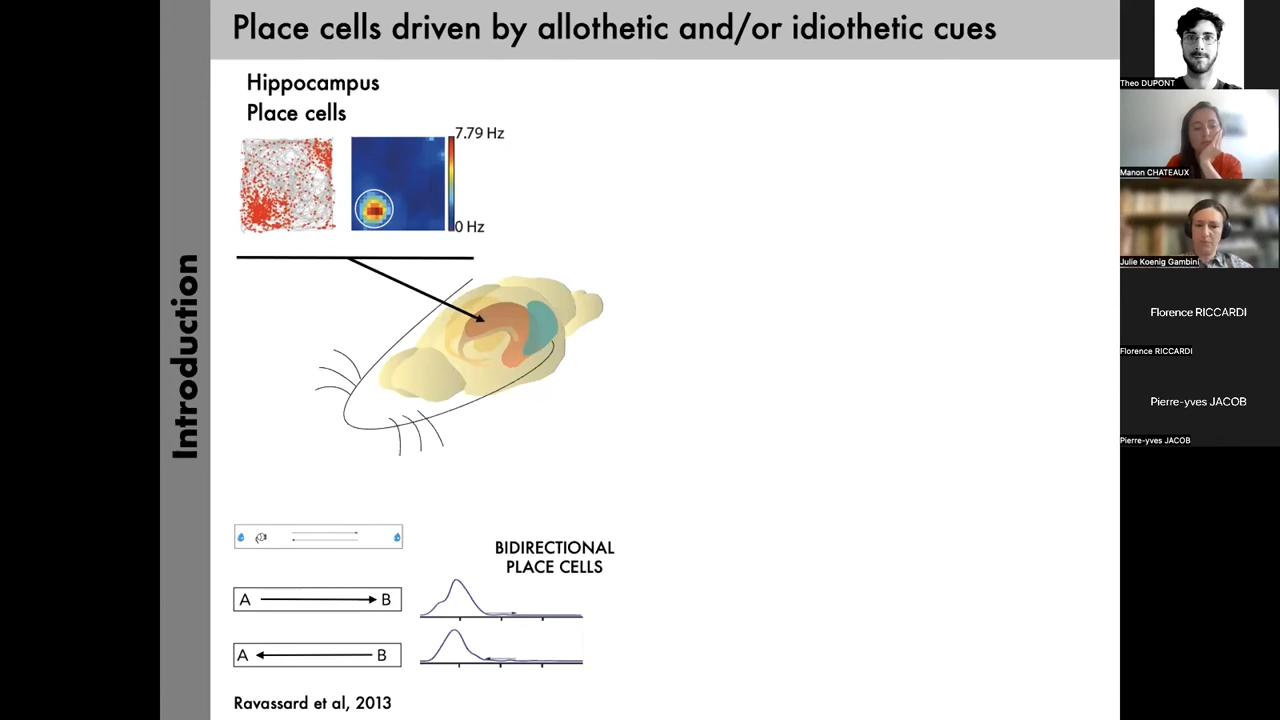 Place cells driven by allothetic and/or idiothetic cues
Introduction
Hippocampus
Place cells
7.79 Hz
0 Hz
BIDIRECTIONAL
PLACE CELLS
A B
A B
Ravassard et al, 2013
Theo DUPONT
Manon CHATEAUX
Julie Koenig Gambini
Florence RICCARDI
Florence RICCARDI
Pierre-yves JACOB
Pierre-yves JACOB